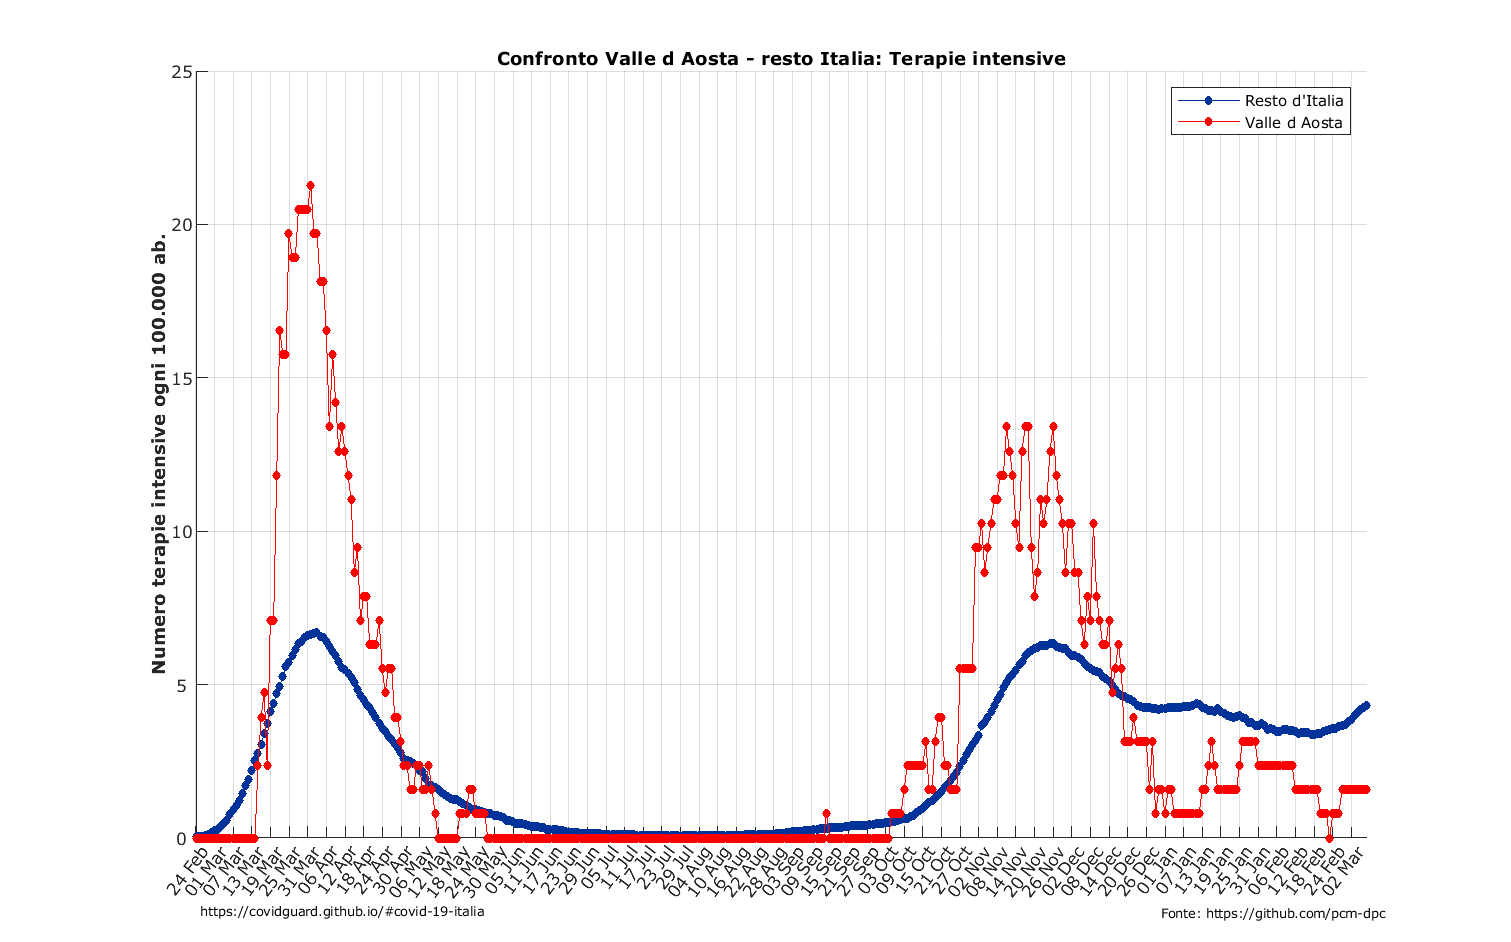 Confronto Valle d Aosta - resto Italia: Terapie intensive
Resto d'Italia
Valle d Aosta
Numero terapie intensive ogni 100.000 ab.
25
20
15
10
5
0
24 Feb
01 Mar
07 Mar
13 Mar
19 Mar
25 Mar
31 Mar
06 Apr
12 Apr
18 Apr
24 Apr
30 Apr
06 May
12 May
18 May
24 May
30 May
05 Jun
11 Jun
17 Jun
23 Jun
29 Jun
05 Jul
11 Jul
17 Jul
23 Jul
29 Jul
04 Aug
10 Aug
16 Aug
22 Aug
28 Aug
03 Sep
09 Sep
15 Sep
21 Sep
27 Sep
03 Oct
09 Oct
15 Oct
21 Oct
27 Oct
02 Nov
08 Nov
14 Nov
20 Nov
26 Nov
02 Dec
08 Dec
14 Dec
20 Dec
26 Dec
01 Jan
07 Jan
13 Jan
19 Jan
25 Jan
31 Jan
06 Feb
12 Feb
18 Feb
24 Feb
02 Mar
https://covidguard.github.io/#covid-19-italia
Fonte: https://github.com/pcm-dpc